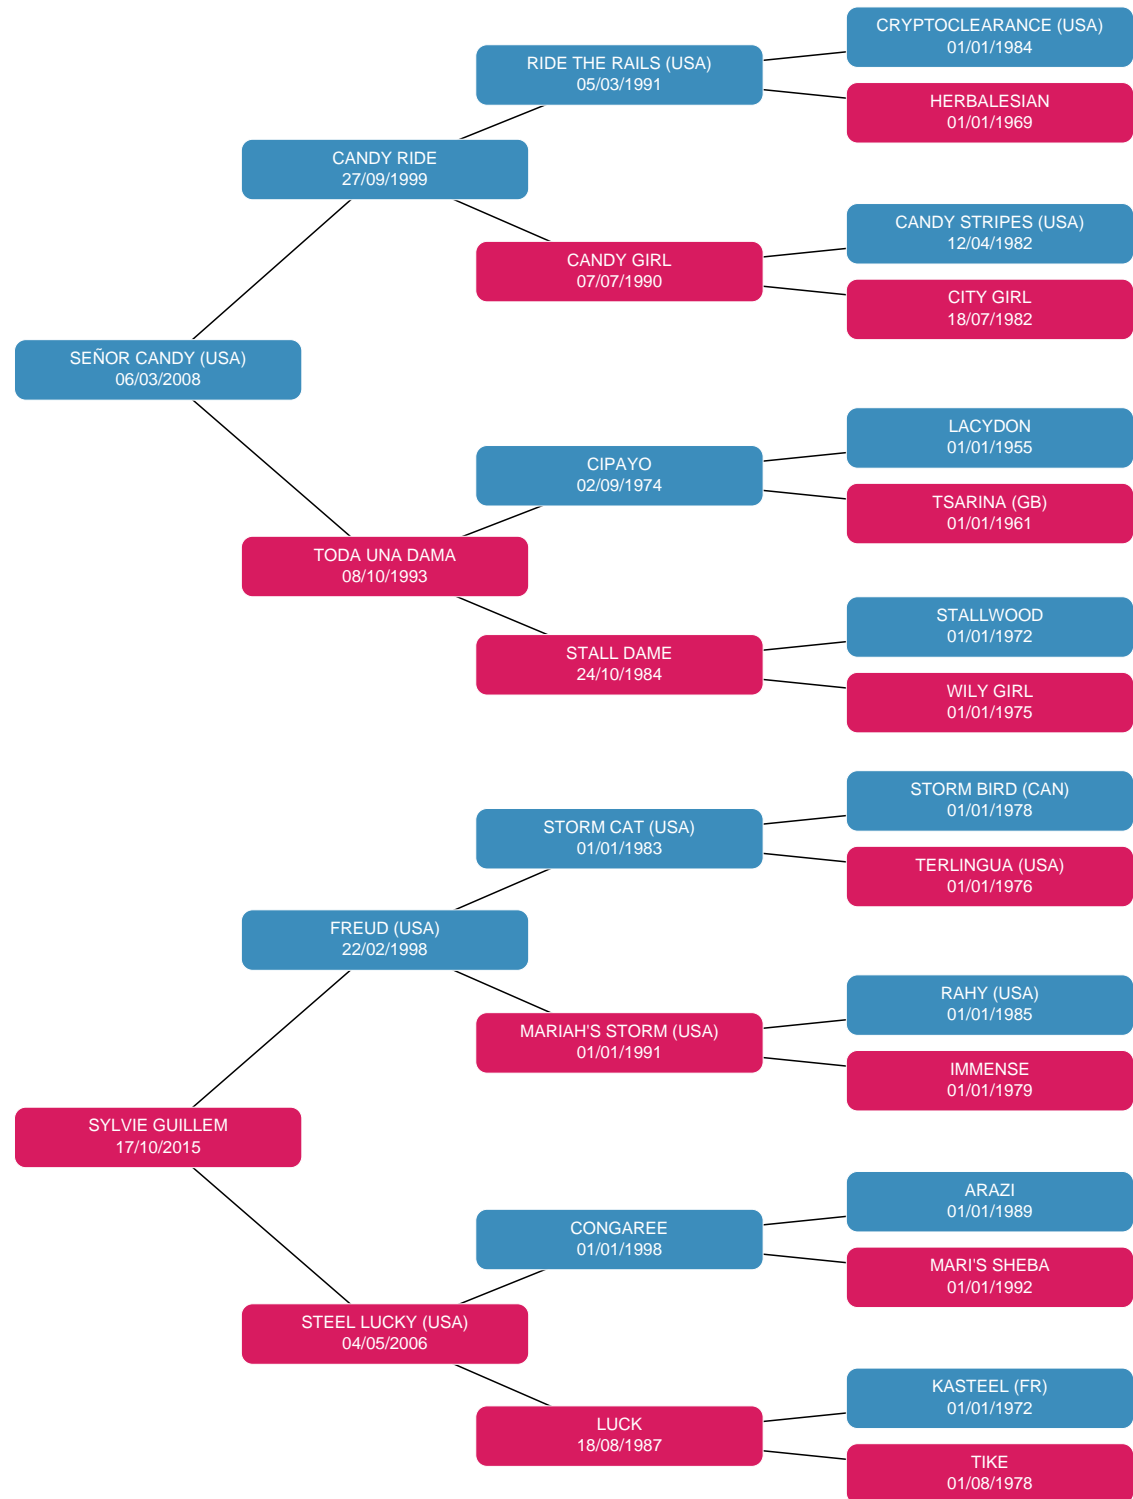 CRYPTOCLEARANCE (USA)
01/01/1984
RIDE THE RAILS (USA)
05/03/1991
HERBALESIAN
01/01/1969
CANDY RIDE
27/09/1999
CANDY STRIPES (USA)
12/04/1982
CANDY GIRL
07/07/1990
CITY GIRL
18/07/1982
SEÑOR CANDY (USA)
06/03/2008
LACYDON
01/01/1955
CIPAYO
02/09/1974
TSARINA (GB)
01/01/1961
TODA UNA DAMA
08/10/1993
STALLWOOD
01/01/1972
STALL DAME
24/10/1984
WILY GIRL
01/01/1975
STORM BIRD (CAN)
01/01/1978
STORM CAT (USA)
01/01/1983
TERLINGUA (USA)
01/01/1976
FREUD (USA)
22/02/1998
RAHY (USA)
01/01/1985
MARIAH'S STORM (USA)
01/01/1991
IMMENSE
01/01/1979
SYLVIE GUILLEM
17/10/2015
ARAZI
01/01/1989
CONGAREE
01/01/1998
MARI'S SHEBA
01/01/1992
STEEL LUCKY (USA)
04/05/2006
KASTEEL (FR)
01/01/1972
LUCK
18/08/1987
TIKE
01/08/1978